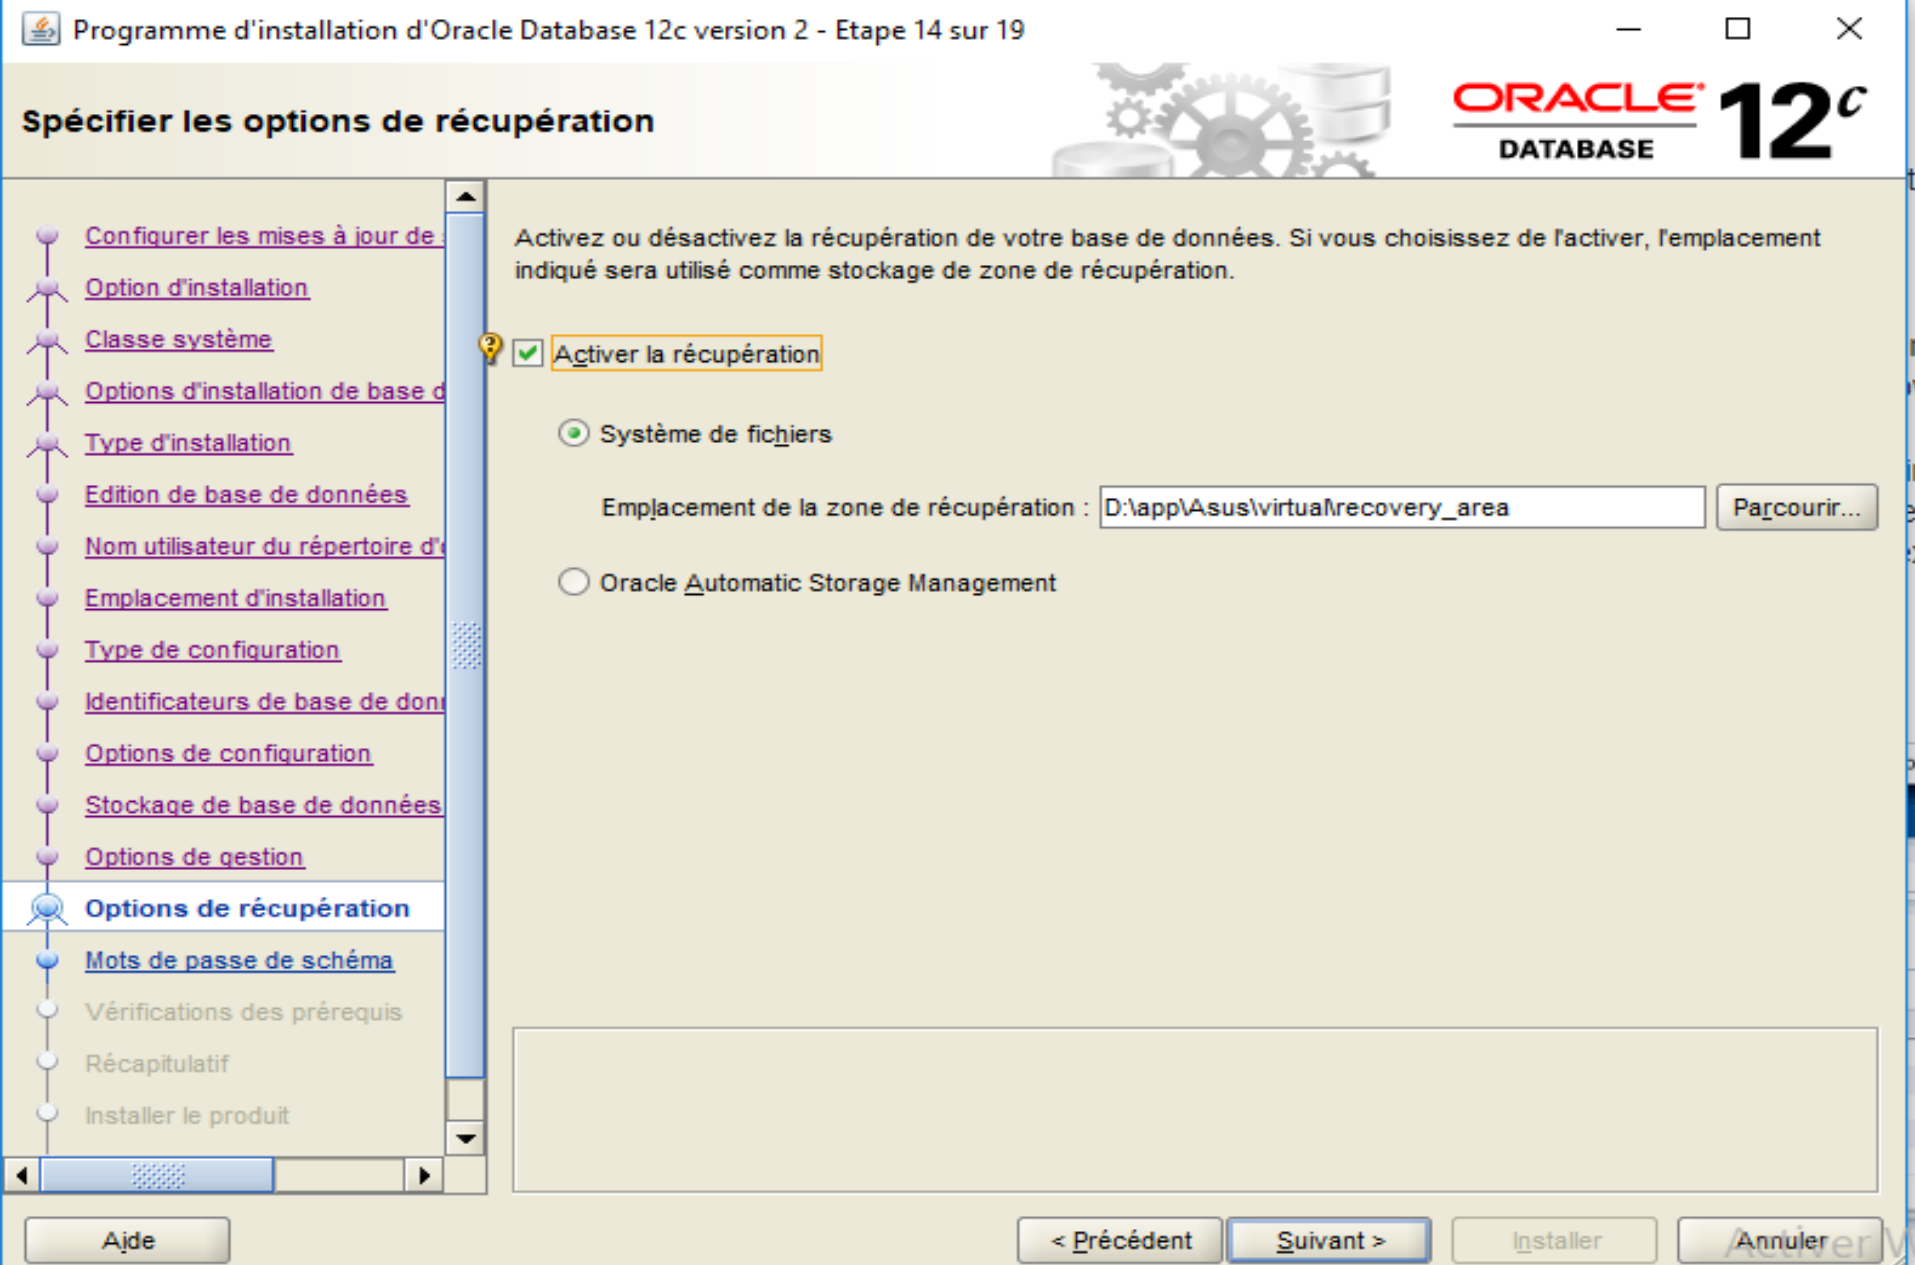 Programme d'installation d'Oracle Database 12c version 2 - Etape 14 sur 19
Spécifier les options de récupération
ORACLE
DATABASE
12c
Configurer les mises à jour de
Option d'installation
Classe système
Options d'installation de base d
Type d'installation
Edition de base de données
Nom utilisateur du répertoire d'
Emplacement d'installation
Type de configuration
Identificateurs de base de donn
Options de configuration
Stockage de base de données
Options de gestion
Options de récupération
Mots de passe de schéma
Vérifications des prérequis
Récapitulatif
Installer le produit
Activez ou désactivez la récupération de votre base de données. Si vous choisissez de l'activer, l'emplacement
indiqué sera utilisé comme stockage de zone de récupération.
Activer la récupération
Système de fichiers
Emplacement de la zone de récupération : D:\app\Asus\virtual\recovery_area Parcourir...
Oracle Automatic Storage Management
Aide < Précédent Suivant > Installer Annuler
Activer W